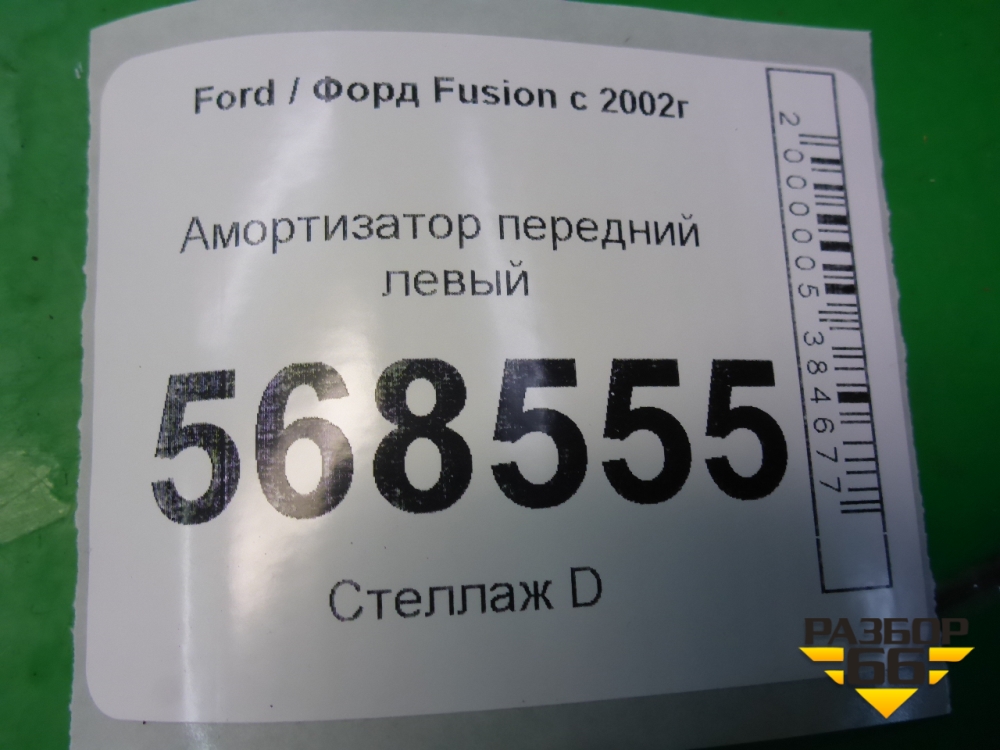 Ford / Форд Fusion с 2002г
Амортизатор передний
левый
568555
Стеллаж D
2000005384677
РАЗБОР
66